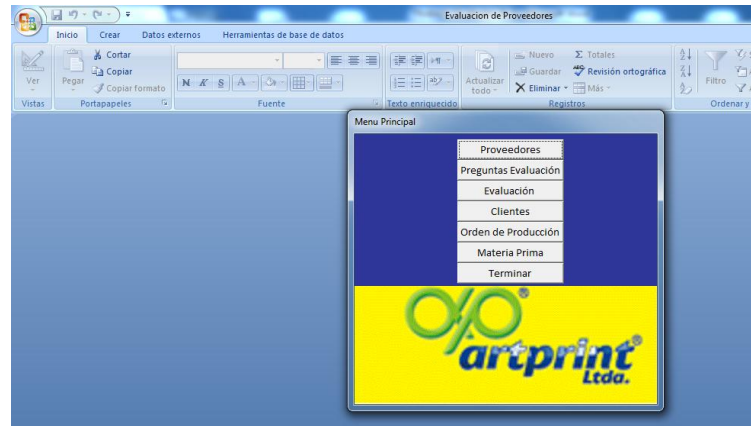 Evaluacion de Proveedores
Inicio Crear Datos externos Herramientas de base de datos
Ver
Vistas
Pegar
Cortar
Copiar
Copiar formato
Portapapeles
N K S A
Fuente
Texto enriquecido
Actualizar
todo
Nuevo
Guardar
Eliminar
Totales
Revisión ortográfica
Más
Registros
Filtro
Ordenar y
Menu Principal
Proveedores
Preguntas Evaluación
Evaluación
Clientes
Orden de Producción
Materia Prima
Terminar
artprint®
Ltda.